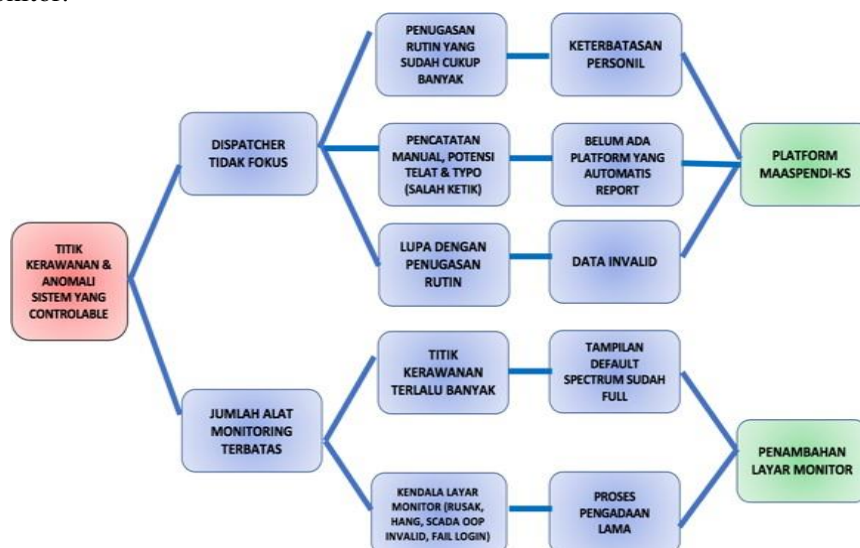 PENUGASAN
RUTIN YANG
SUDAH CUKUP
BANYAK
KETERBATASAN
PERSONIL
DISPATCHER
TIDAK FOKUS
PENCATATAN
MANUAL, POTENSI
TELAT & TYPO
(SALAH KETIK)
BELUM ADA
PLATFORM YANG
AUTOMATIS
REPORT
PLATFORM
MAASPENDI-KS
LUPA DENGAN
PENUGASAN
RUTIN
DATA INVALID
TITIK
KERAWANAN &
ANOMALI
SISTEM YANG
CONTROLABLE
TITIK
KERAWANAN
TERLALU BANYAK
TAMPILAN
DEFAULT
SPECTRUM SUDAH
FULL
JUMLAH ALAT
MONITORING
TERBATAS
PENAMBAHAN
LAYAR MONITOR
KENDALA LAYAR
MONITOR (RUSAK,
HANG, SCADA OOP
INVALID, FAIL LOGIN)
PROSES
PENGADAAN
LAMA